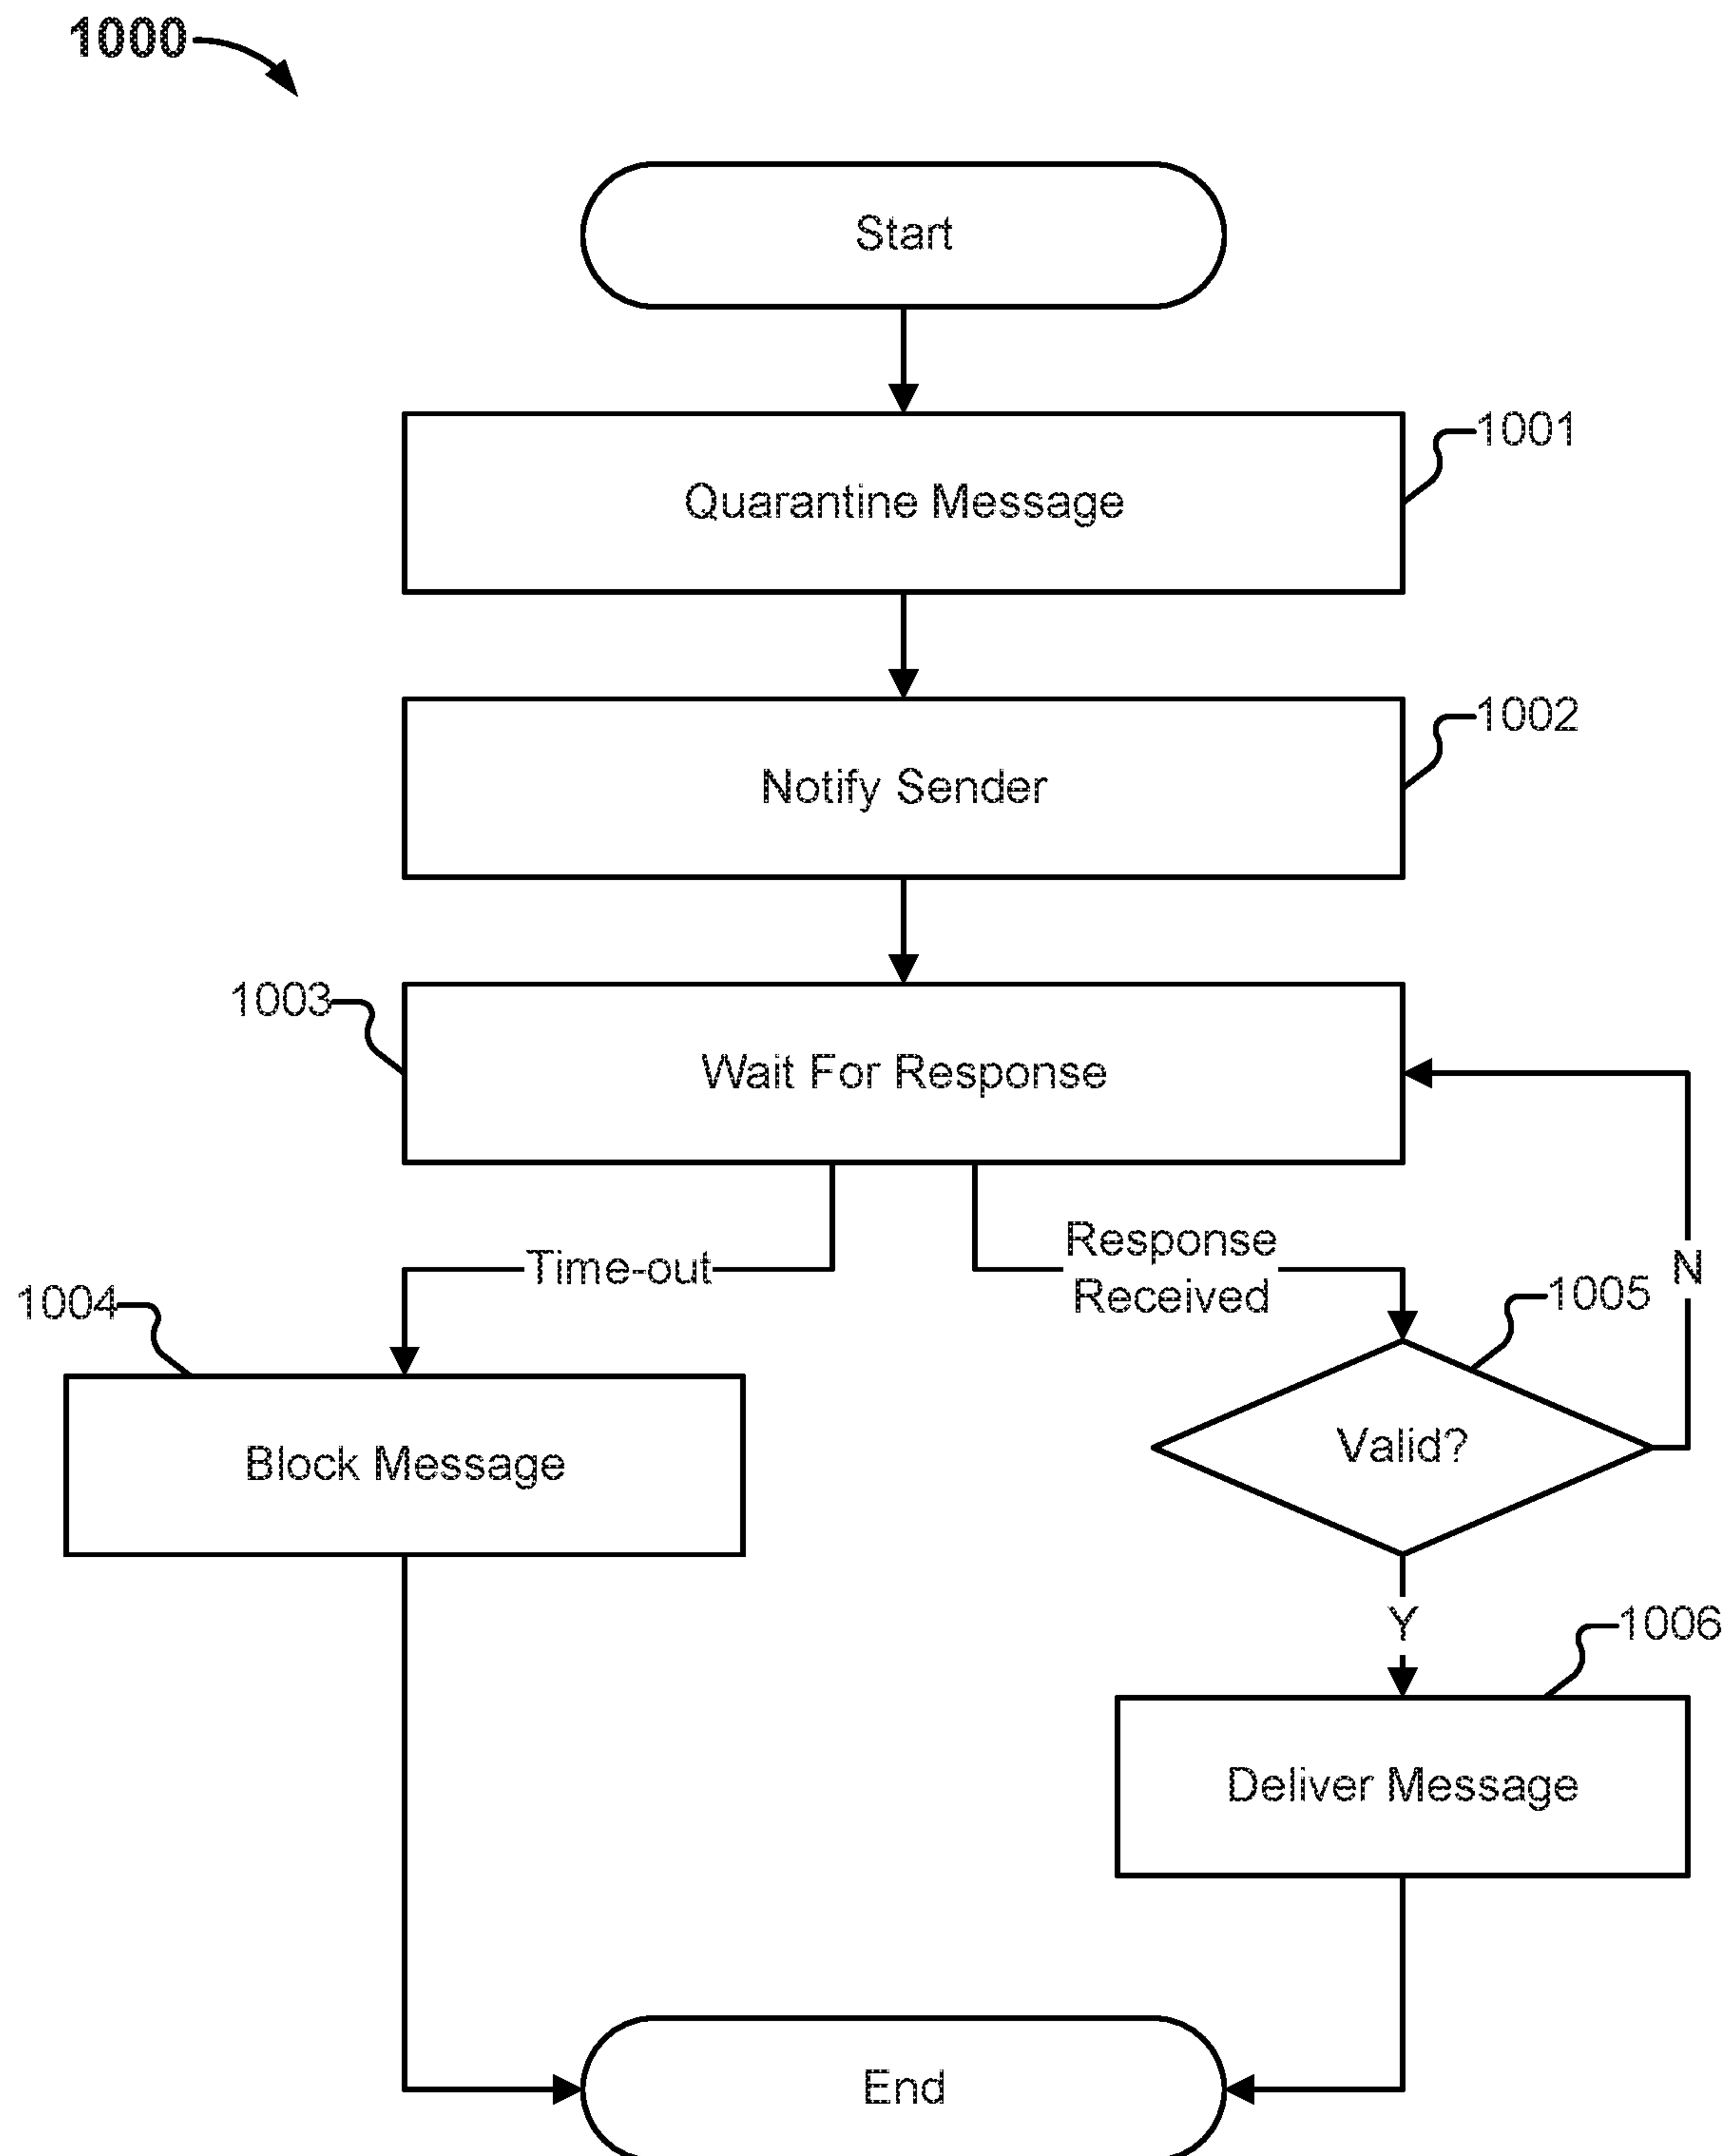 1000
Start
1001
Quarantine Message
1002
Notify Sender
1003
Wait For Response
Time-out
Response
Received
N
1004
1005
Block Message
Valid?
Y
1006
Deliver Message
End